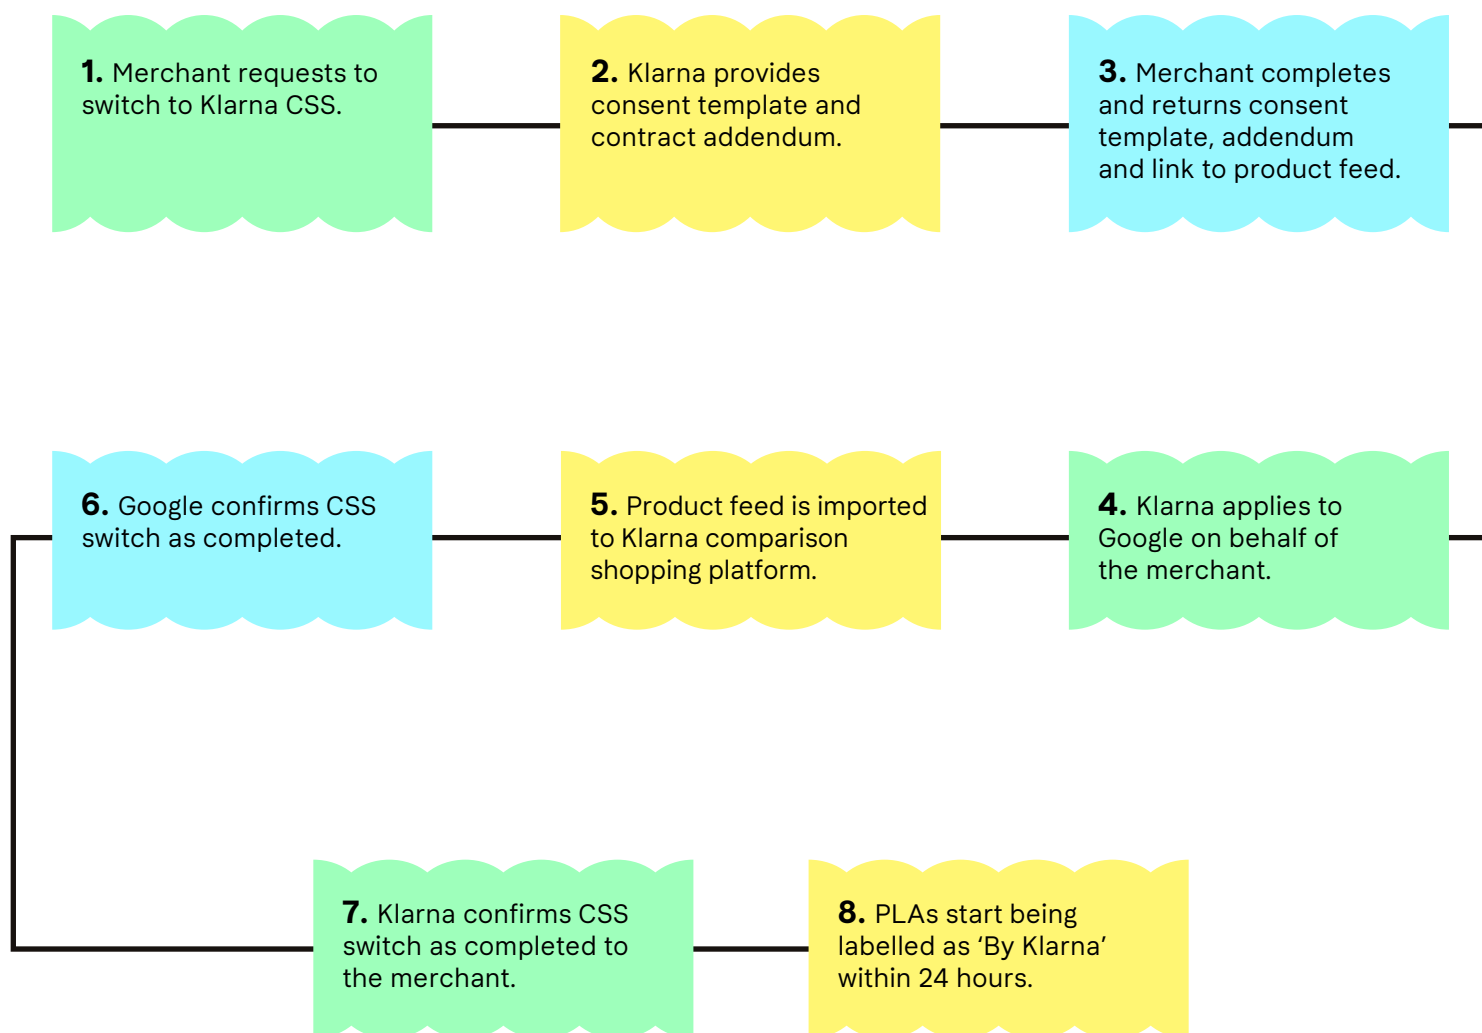 1. Merchant requests to
switch to Klarna CSS.
2. Klarna provides
consent template and
contract addendum.
3. Merchant completes
and returns consent
template, addendum
and link to product feed.
4. Klarna applies to
Google on behalf of
the merchant.
5. Product feed is imported
to Klarna comparison
shopping platform.
6. Google confirms CSS
switch as completed.
7. Klarna confirms CSS
switch as completed to
the merchant.
8. PLAs start being
labelled as ‘By Klarna’
within 24 hours.